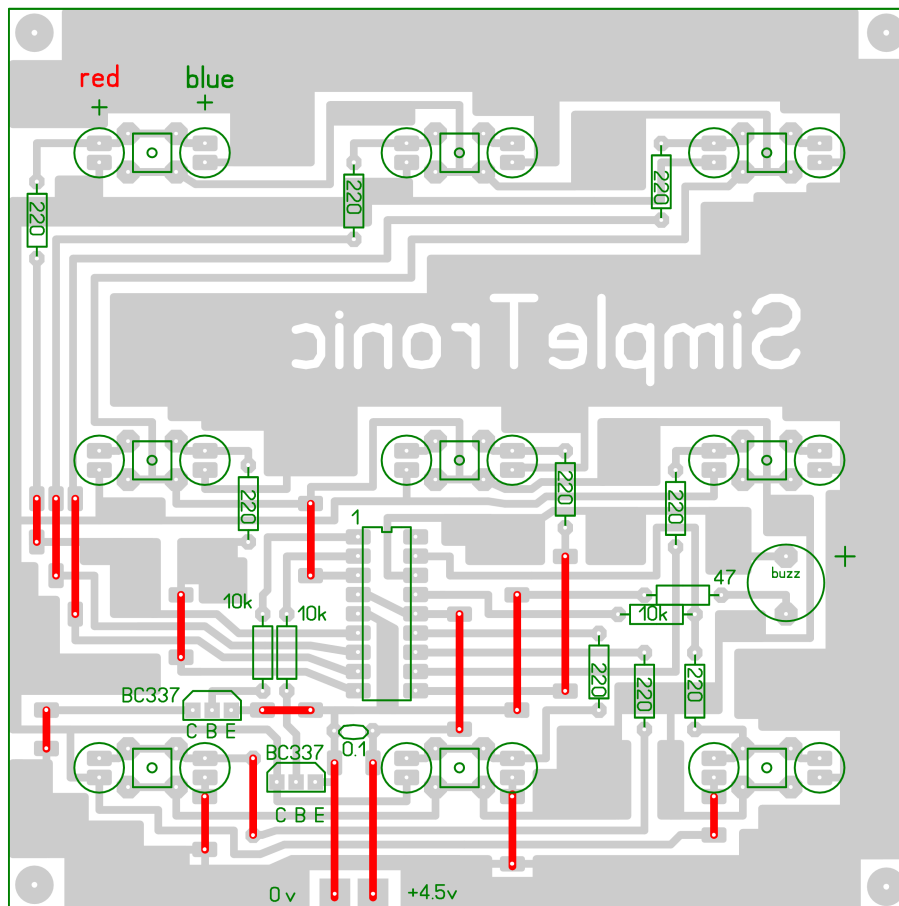 red blue
+ +
220
220
220
SimpleTronic
220
220
220
1
+
buzz
47
10k
10k
10k
220
220
220
BC337
C B E
BC337
0.1
C B E
0 v
+4.5v